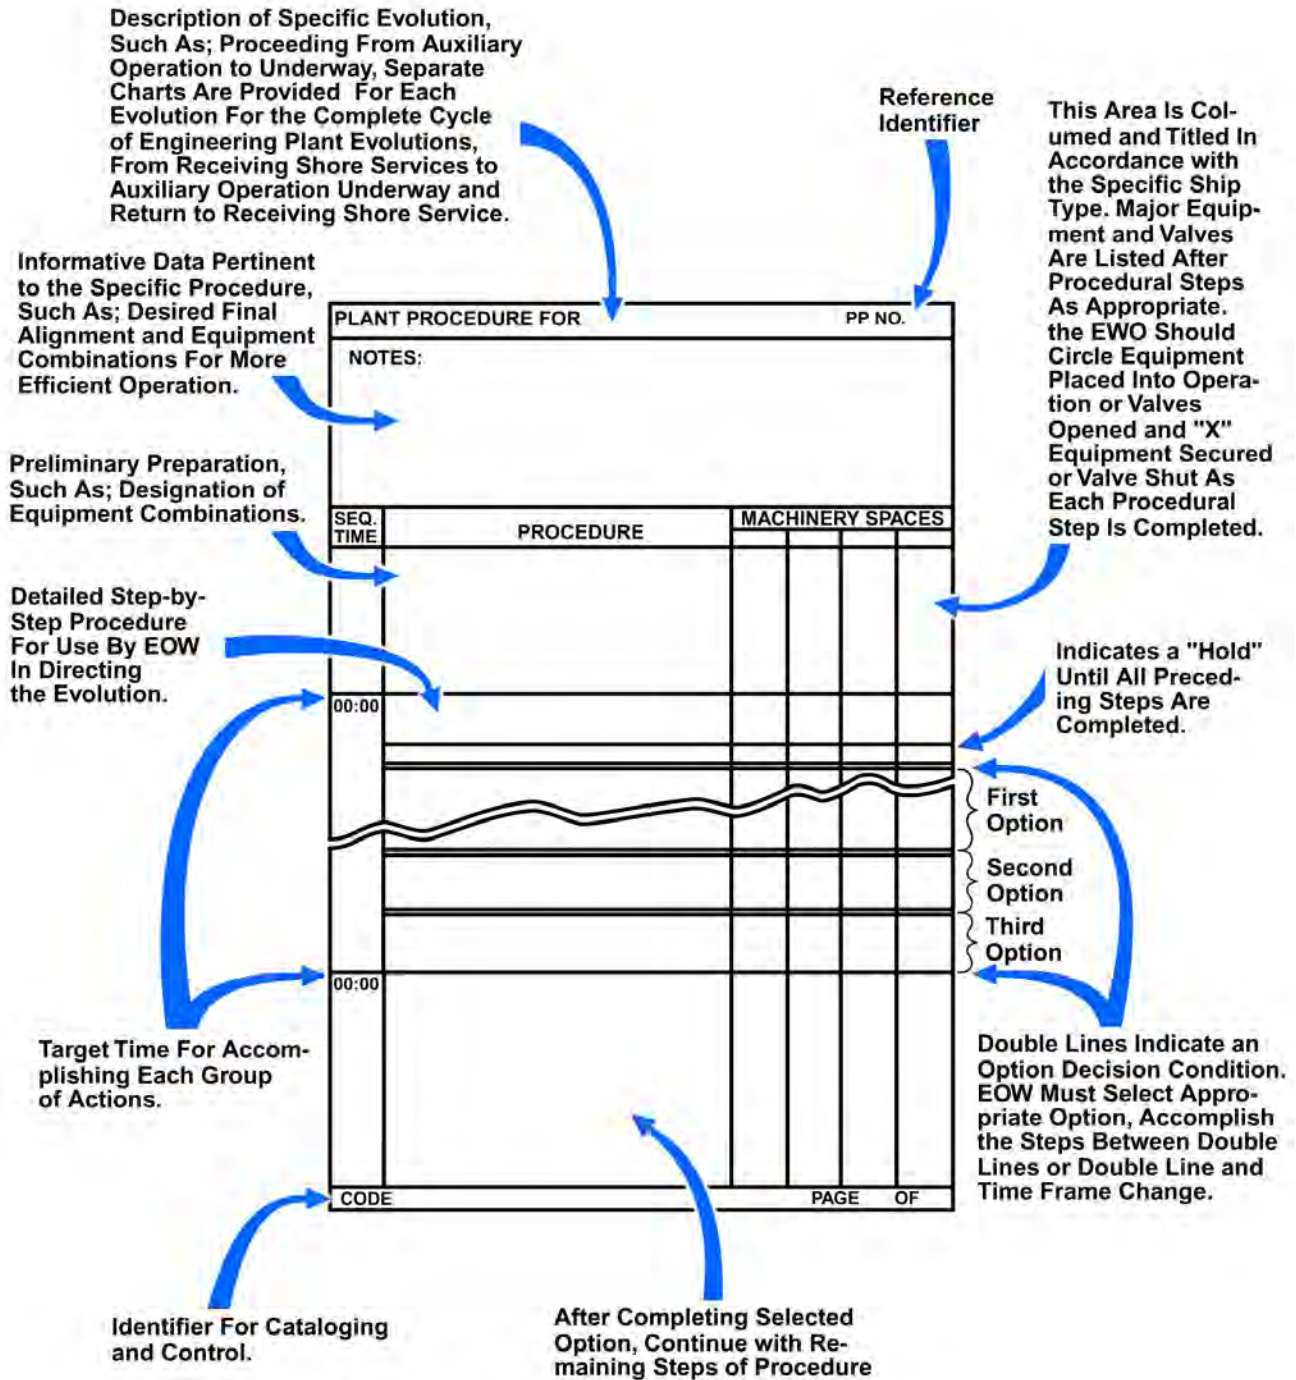 Description of Specific Evolution,
Such As; Proceeding From Auxiliary
Operation to Underway, Separate
Charts Are Provided For Each
Evolution For the Complete Cycle
of Engineering Plant Evolutions,
From Receiving Shore Services to
Auxiliary Operation Underway and
Return to Receiving Shore Service.
Reference
Identifier
This Area Is Col-
umed and Titled In
Accordance with
the Specific Ship
Type. Major Equip-
ment and Valves
Are Listed After
Procedural Steps
As Appropriate.
the EWO Should
Circle Equipment
Placed Into Opera-
tion or Valves
Opened and "X"
Equipment Secured
or Valve Shut As
Each Procedural
Step Is Completed.
Informative Data Pertinent
to the Specific Procedure,
Such As; Desired Final
Alignment and Equipment
Combinations For More
Efficient Operation.
PLANT PROCEDURE FOR
PP NO.
NOTES:
Preliminary Preparation,
Such As; Designation of
Equipment Combinations.
SEQ.
TIME
PROCEDURE
MACHINERY SPACES
Detailed Step-by-
Step Procedure
For Use By EOW
In Directing
the Evolution.
Indicates a "Hold"
Until All Preced-
ing Steps Are
Completed.
00:00
First
Option
Second
Option
Third
Option
00:00
Target Time For Accom-
plishing Each Group
of Actions.
Double Lines Indicate an
Option Decision Condition.
EOW Must Select Appro-
priate Option, Accomplish
the Steps Between Double
Lines or Double Line and
Time Frame Change.
CODE
PAGE OF
Identifier For Cataloging
and Control.
After Completing Selected
Option, Continue with Re-
maining Steps of Procedure